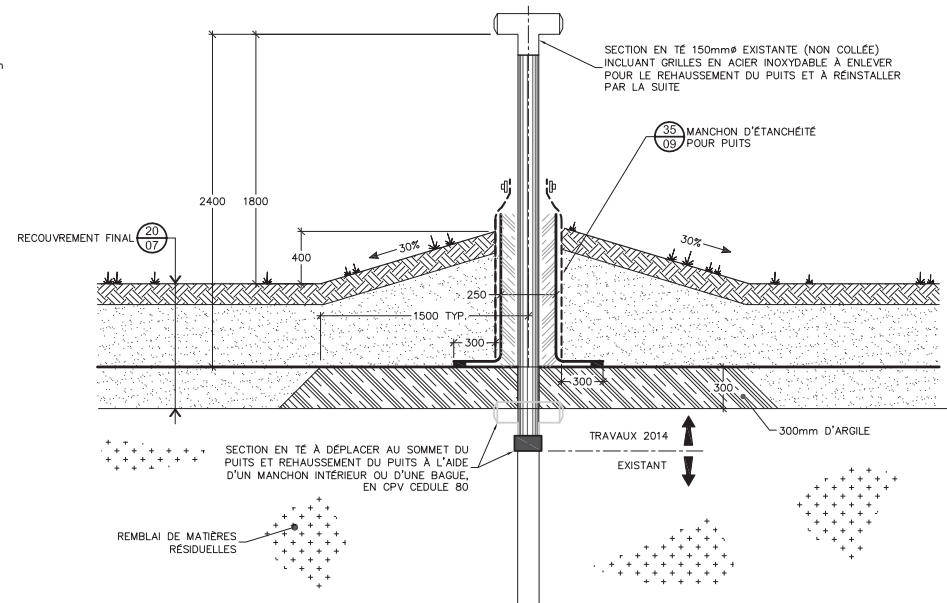 n
SECTION EN TÉ 150mmø EXISTANTE (NON COLLÉE)
INCLUANT GRILLES EN ACIER INOXYDABLE À ENLEVER
POUR LE REHAUSSEMENT DU PUITS ET À RÉINSTALLER
PAR LA SUITE
35
09
MANCHON D'ÉTANCHÉITÉ
POUR PUITS
2400
1800
RECOUVREMENT FINAL
20
07
30%
30%
400
250
1500 TYP.
300
300
300
300mm D'ARGILE
TRAVAUX 2014
EXISTANT
SECTION EN TÉ À DÉPLACER AU SOMMET DU
PUITS ET REHAUSSEMENT DU PUITS À L'AIDE
D'UN MANCHON INTÉRIEUR OU D'UNE BAGUE,
EN CPV CEDULE 80
REMBLAI DE MATIÈRES
RÉSIDUELLES